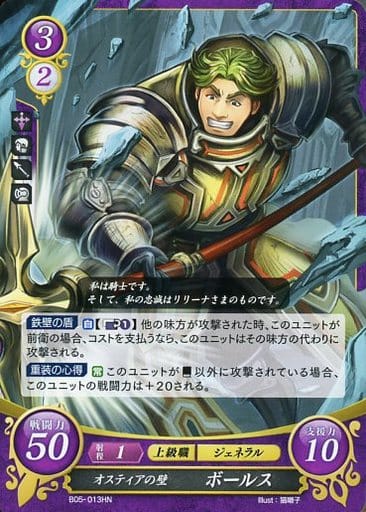 3
2
私は騎士です。
そして、私の忠誠はリリーナさまのものです。
鉄壁の盾 自【1】他の味方が攻撃された時、このユニットが
前衛の場合、コストを支払うなら、このユニットはその味方の代わりに
攻撃される。
重装の心得 常 このユニットが以外に攻撃されている場合、
このユニットの戦闘力は+20される。
戦闘力 50
射程 1
上級職
ジェネラル
支援力 10
オスティアの壁 ボールス
B05-013HN
Illust:猫囃子